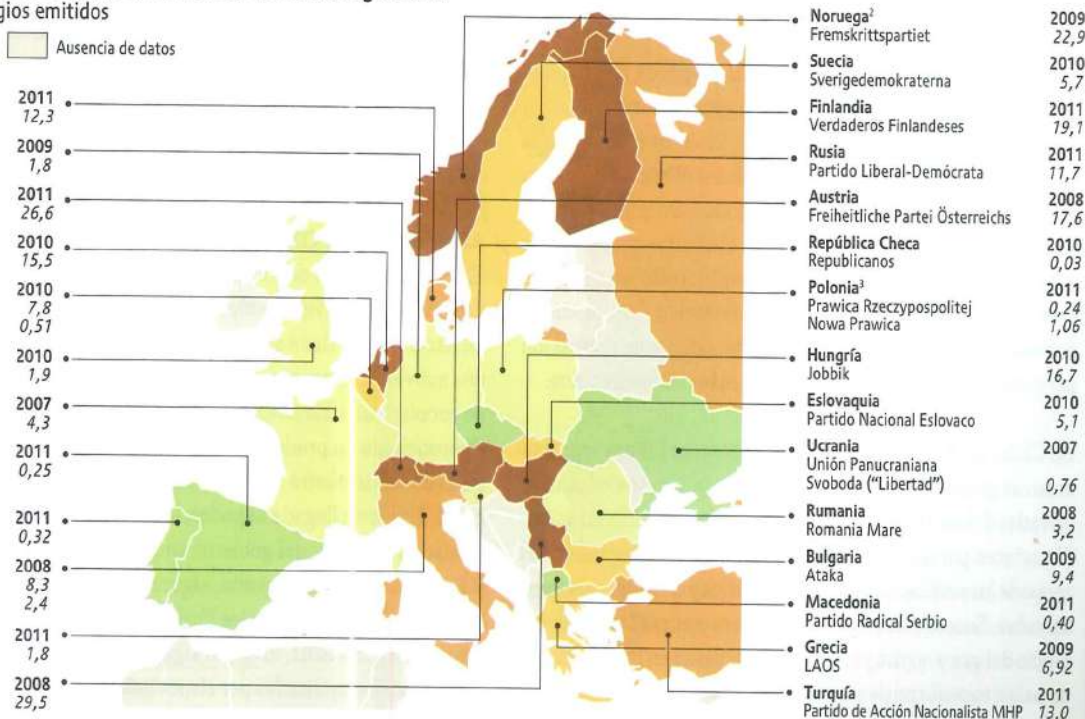 gios emitidos
Ausencia de datos
2011
12,3
2009
1,8
2011
26,6
2010
15,5
2010
7,8
0,51
2010
1,9
2007
4,3
2011
0,25
2011
0,32
2008
8,3
2,4
2011
1,8
2008
29,5
Noruega² 2009
Fremskrittspartiet 22,9
Suecia 2010
Sverigedemokraterna 5,7
Finlandia 2011
Verdaderos Finlandeses 19,1
Rusia 2011
Partido Liberal-Demócrata 11,7
Austria 2008
Freiheitliche Partei Österreichs 17,6
República Checa 2010
Republicanos 0,03
Polonia³ 2011
Prawica Rzeczypospolitej 0,24
Nowa Prawica 1,06
Hungría 2010
Jobbik 16,7
Eslovaquia 2010
Partido Nacional Eslovaco 5,1
Ucrania 2007
Unión Panucraniana
Svoboda ("Libertad") 0,76
Rumania 2008
Romania Mare 3,2
Bulgaria 2009
Ataka 9,4
Macedonia 2011
Partido Radical Serbio 0,40
Grecia 2009
LAOS 6,92
Turquía 2011
Partido de Acción Nacionalista MHP 13,0